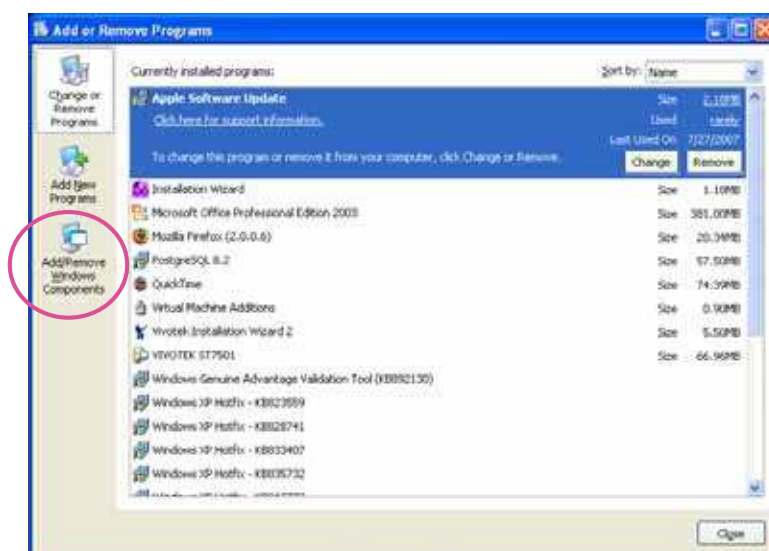 Add or Remove Programs
Change or
Remove
Programs
Add New
Programs
Add/Remove
Windows
Components
Currently installed programs: Sort by: Name
Apple Software Update Size 2.10MB
Click here for support information. Used rarely
Last Used On 7/27/2007
To change this program or remove it from your computer, click Change or Remove. Change Remove
Installation Wizard Size 1.10MB
Microsoft Office Professional Edition 2003 Size 381.00MB
Mozilla Firefox (2.0.0.6) Size 20.34MB
PostgreSQL 8.2 Size 57.50MB
QuickTime Size 74.39MB
Virtual Machine Additions Size 0.90MB
Vivotek Installation Wizard 2 Size 5.50MB
VIVOTEK ST7501 Size 66.96MB
Windows Genuine Advantage Validation Tool (KB892130)
Windows XP Hotfix - KB823559
Windows XP Hotfix - KB828741
Windows XP Hotfix - KB833407
Windows XP Hotfix - KB835732
Close